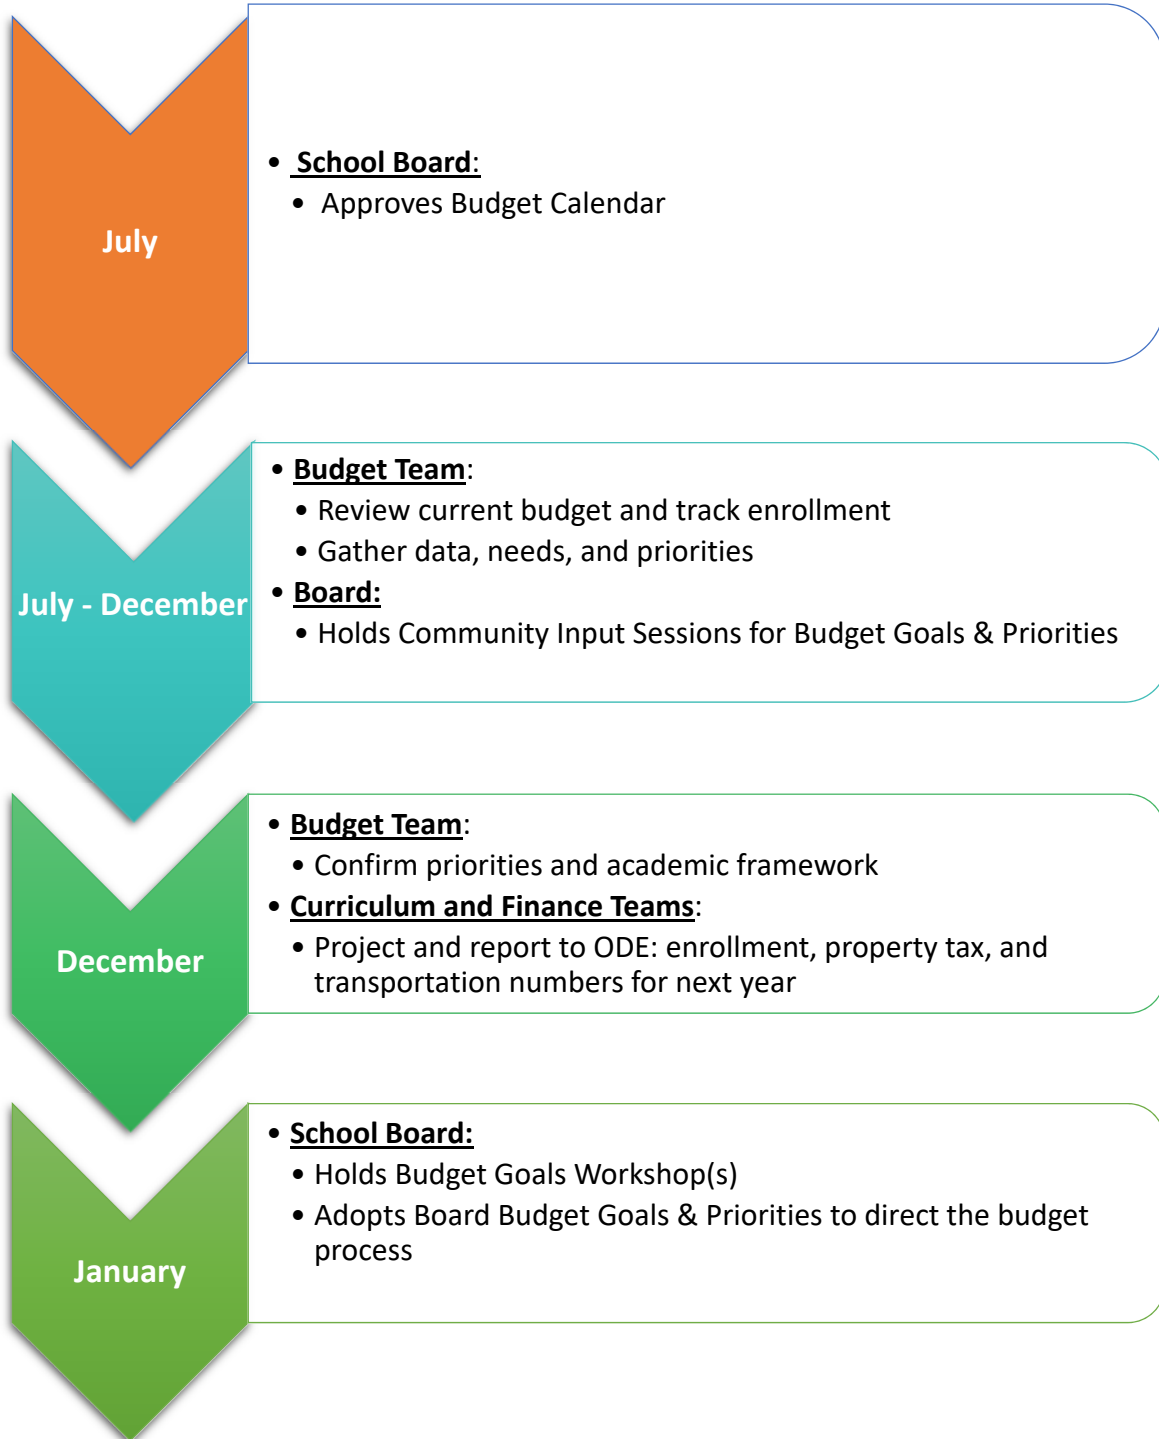 July
• School Board:
• Approves Budget Calendar
July - December
• Budget Team:
• Review current budget and track enrollment
• Gather data, needs, and priorities
• Board:
• Holds Community Input Sessions for Budget Goals & Priorities
December
• Budget Team:
• Confirm priorities and academic framework
• Curriculum and Finance Teams:
• Project and report to ODE: enrollment, property tax, and
transportation numbers for next year
January
• School Board:
• Holds Budget Goals Workshop(s)
• Adopts Board Budget Goals & Priorities to direct the budget
process